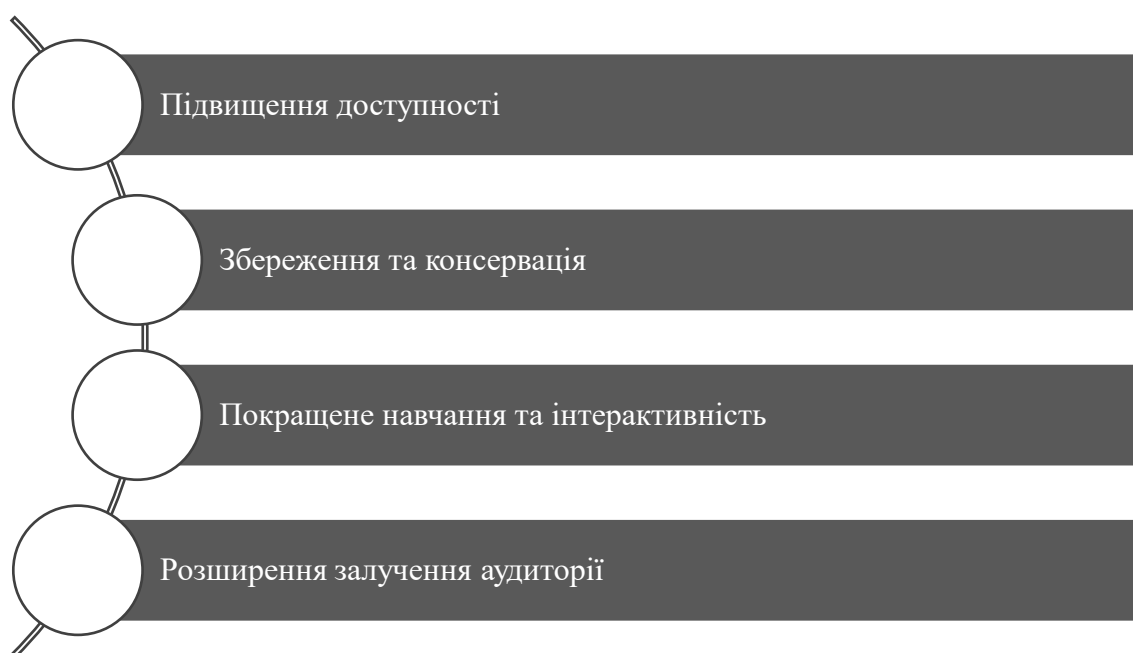 Підвищення доступності
Збереження та консервація
Покращене навчання та інтерактивність
Розширення залучення аудиторії